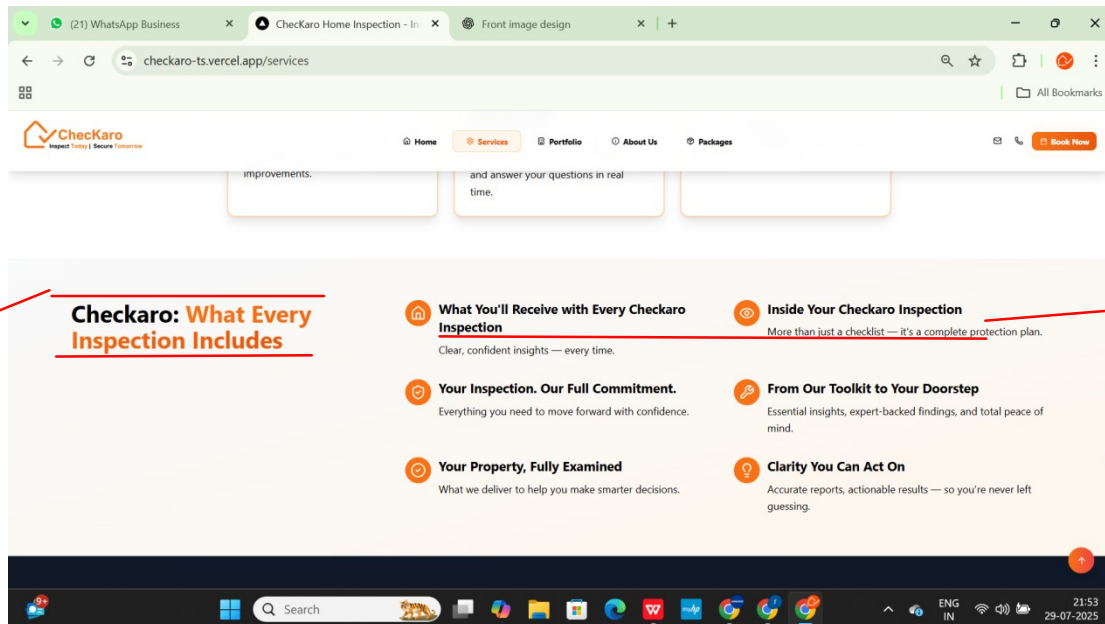 (21) WhatsApp Business
ChecKaro Home Inspection - In
Front image design
checkaro-ts.vercel.app/services
All Bookmarks
ChecKaro
Inspect Today | Secure Tomorrow
Home
Services
Portfolio
About Us
Packages
Book Now
improvements.
and answer your questions in real
time.
Checkaro: What Every
Inspection Includes
What You'll Receive with Every Checkaro
Inspection
Clear, confident insights — every time.
Inside Your Checkaro Inspection
More than just a checklist — it's a complete protection plan.
Your Inspection. Our Full Commitment.
Everything you need to move forward with confidence.
From Our Toolkit to Your Doorstep
Essential insights, expert-backed findings, and total peace of
mind.
Your Property, Fully Examined
What we deliver to help you make smarter decisions.
Clarity You Can Act On
Accurate reports, actionable results — so you're never left
guessing.
9+
Search
ENG
IN
21:53
29-07-2025